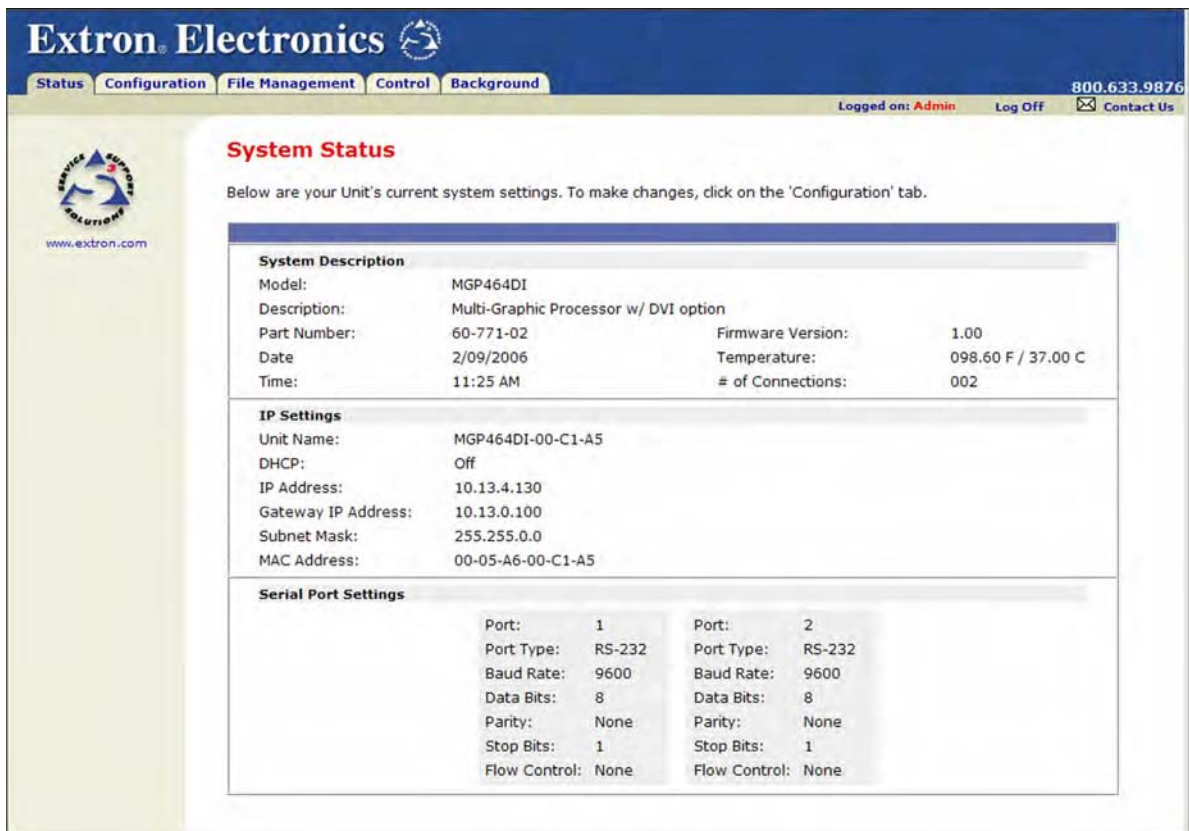 Extron® Electronics
Status Configuration File Management Control Background
800.633.9876
Logged on: Admin Log Off Contact Us
SERVICE SUPPORT SOLUTIONS
S3
www.extron.com
System Status
Below are your Unit's current system settings. To make changes, click on the 'Configuration' tab.
System Description
Model: MGP464DI
Description: Multi-Graphic Processor w/ DVI option
Part Number: 60-771-02 Firmware Version: 1.00
Date 2/09/2006 Temperature: 098.60 F / 37.00 C
Time: 11:25 AM # of Connections: 002
IP Settings
Unit Name: MGP464DI-00-C1-A5
DHCP: Off
IP Address: 10.13.4.130
Gateway IP Address: 10.13.0.100
Subnet Mask: 255.255.0.0
MAC Address: 00-05-A6-00-C1-A5
Serial Port Settings
Port: 1 Port: 2
Port Type: RS-232 Port Type: RS-232
Baud Rate: 9600 Baud Rate: 9600
Data Bits: 8 Data Bits: 8
Parity: None Parity: None
Stop Bits: 1 Stop Bits: 1
Flow Control: None Flow Control: None